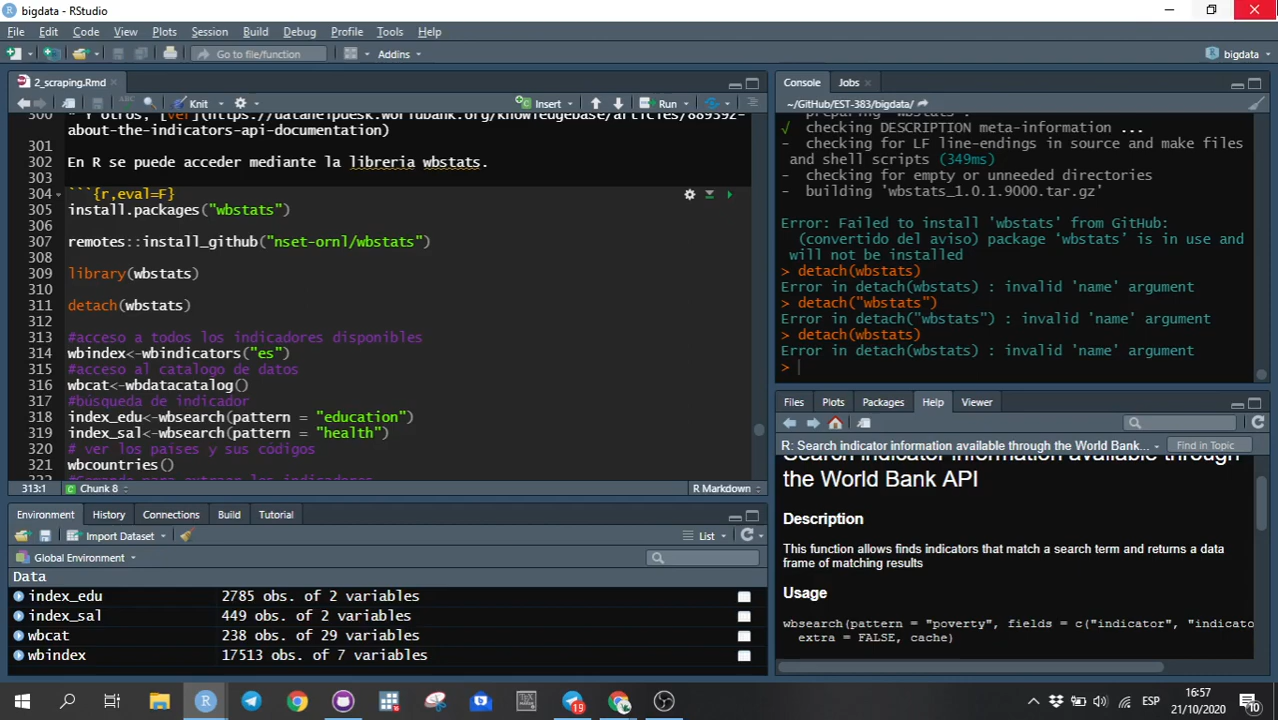 bigdata - RStudio
File Edit Code View Plots Session Build Debug Profile Tools Help
Go to file/function
Addins
bigdata
2_scraping.Rmd
Knit
Insert
Run
about-the-indicators-api-documentation)
301
302 En R se puede acceder mediante la libreria wbstats.
303
304 ```{r,eval=F}
305 install.packages("wbstats")
306
307 remotes::install_github("nset-ornl/wbstats")
308
309 library(wbstats)
310
311 detach(wbstats)
312
313 #acceso a todos los indicadores disponibles
314 wbindex<-wbindicators("es")
315 #acceso al catalogo de datos
316 wbcat<-wbdatacatalog()
317 #búsqueda de indicador
318 index_edu<-wbsearch(pattern = "education")
319 index_sal<-wbsearch(pattern = "health")
320 # ver los paises y sus códigos
321 wbcountries()
313:1 Chunk 8 R Markdown
Environment History Connections Build Tutorial
Import Dataset
List
Global Environment
Data
index_edu 2785 obs. of 2 variables
index_sal 449 obs. of 2 variables
wbcat 238 obs. of 29 variables
wbindex 17513 obs. of 7 variables
Console Jobs
~/GitHub/EST-383/bigdata/
√ checking DESCRIPTION meta-information ...
- checking for LF line-endings in source and make files
and shell scripts (349ms)
- checking for empty or unneeded directories
- building 'wbstats_1.0.1.9000.tar.gz'
Error: Failed to install 'wbstats' from GitHub:
(convertido del aviso) package ‘wbstats’ is in use and
will not be installed
> detach(wbstats)
Error in detach(wbstats) : invalid 'name' argument
> detach("wbstats")
Error in detach("wbstats") : invalid 'name' argument
> detach(wbstats)
Error in detach(wbstats) : invalid 'name' argument
>
Files Plots Packages Help Viewer
R: Search indicator information available through the World Bank... Find in Topic
Search indicator information available through
the World Bank API
Description
This function allows finds indicators that match a search term and returns a data
frame of matching results
Usage
wbsearch(pattern = "poverty", fields = c("indicator", "indicato
extra = FALSE, cache)
19
ESP
16:57
21/10/2020
10